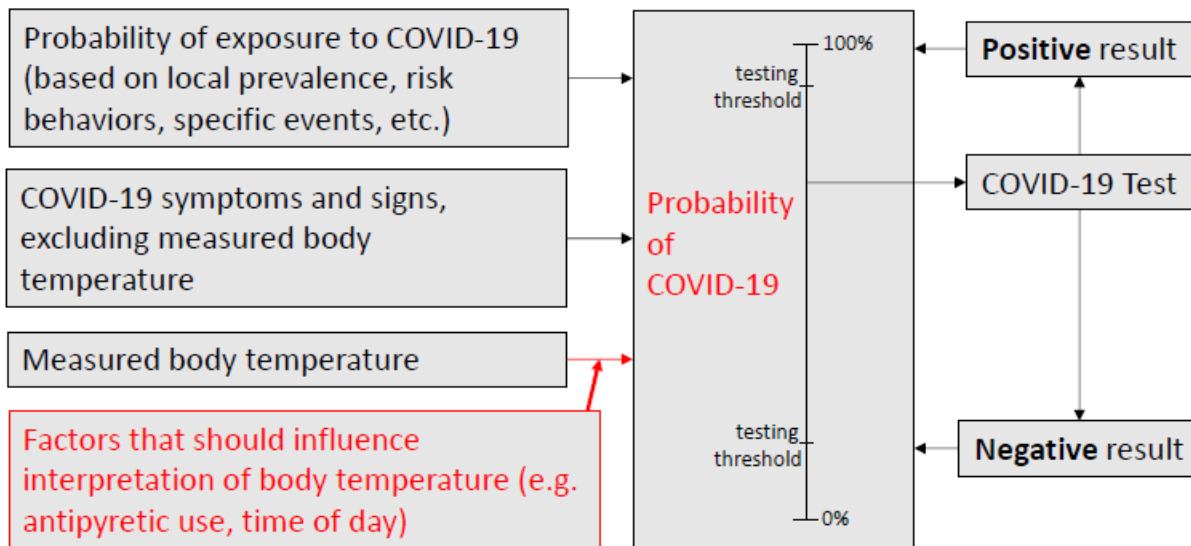 Probability of exposure to COVID-19
(based on local prevalence, risk
behaviors, specific events, etc.)
COVID-19 symptoms and signs,
excluding measured body
temperature
Measured body temperature
Factors that should influence
interpretation of body temperature (e.g.
antipyretic use, time of day)
Probability
of
COVID-19
100%
testing
threshold
testing
threshold
0%
Positive result
COVID-19 Test
Negative result